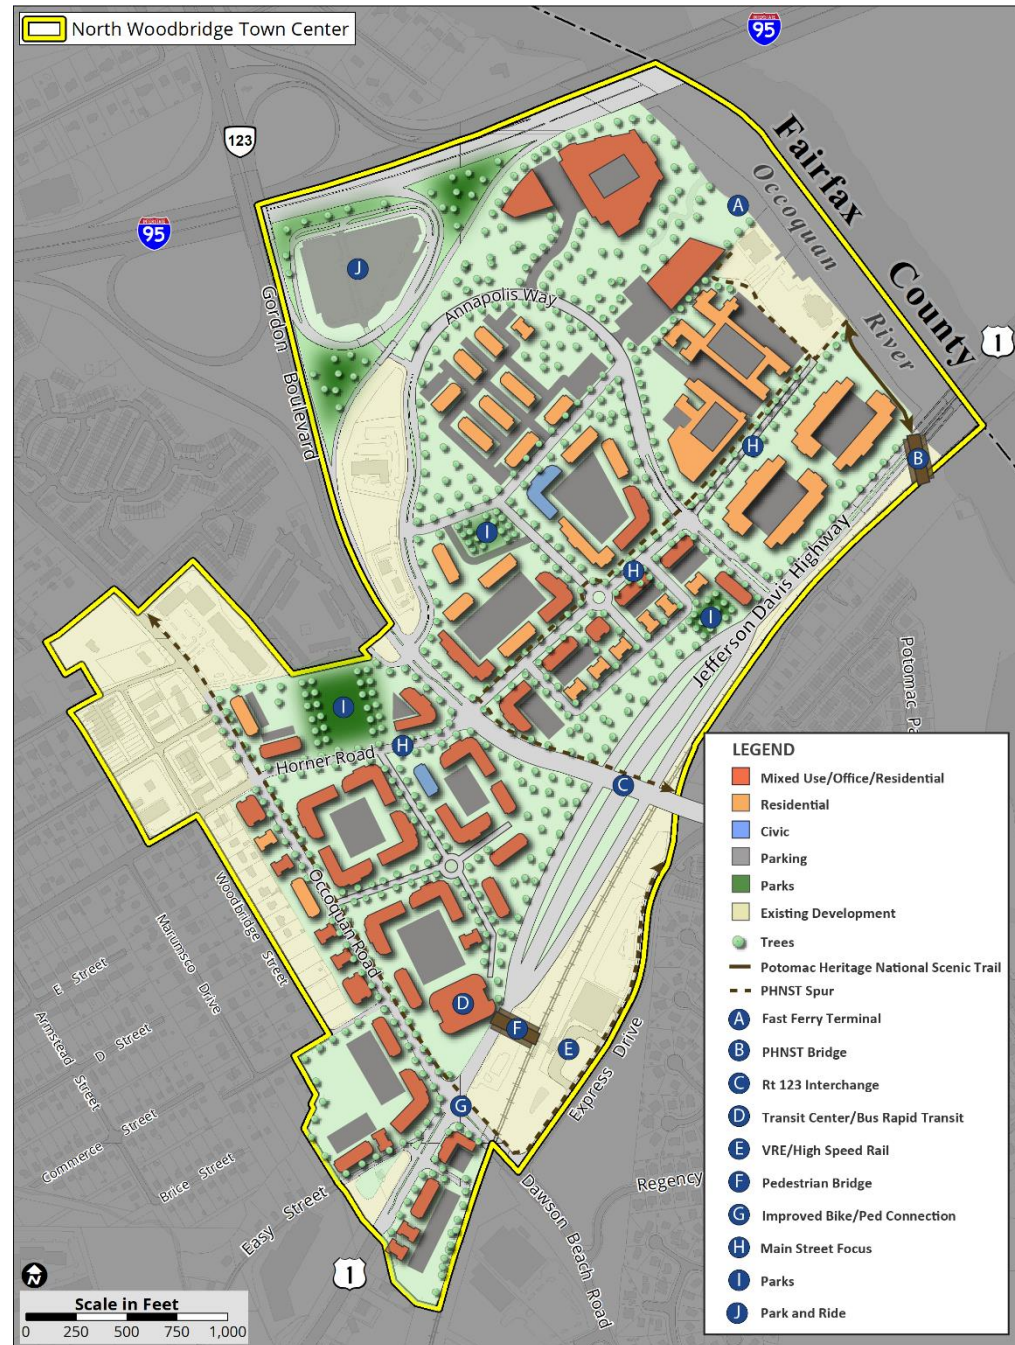 North Woodbridge Town Center
95
123
95
Fairfax
County
Occoquan
River
1
A
J
Annapolis Way
Gordon
Boulevard
H
B
I
H
I
Jefferson Davis Highway
Potomac
I
H
Horner Road
C
Occoquan Road
Woodbridge Street
Marumsco Drive
E Street
D Street
Armstead Street
Commerce Street
Brice Street
Easy Street
D
F
E
G
Express Drive
Dawson Beach Road
Regency
1
LEGEND
Mixed Use/Office/Residential
Residential
Civic
Parking
Parks
Existing Development
Trees
Potomac Heritage National Scenic Trail
PHNST Spur
A Fast Ferry Terminal
B PHNST Bridge
C Rt 123 Interchange
D Transit Center/Bus Rapid Transit
E VRE/High Speed Rail
F Pedestrian Bridge
G Improved Bike/Ped Connection
H Main Street Focus
I Parks
J Park and Ride
N
Scale in Feet
0 250 500 750 1,000